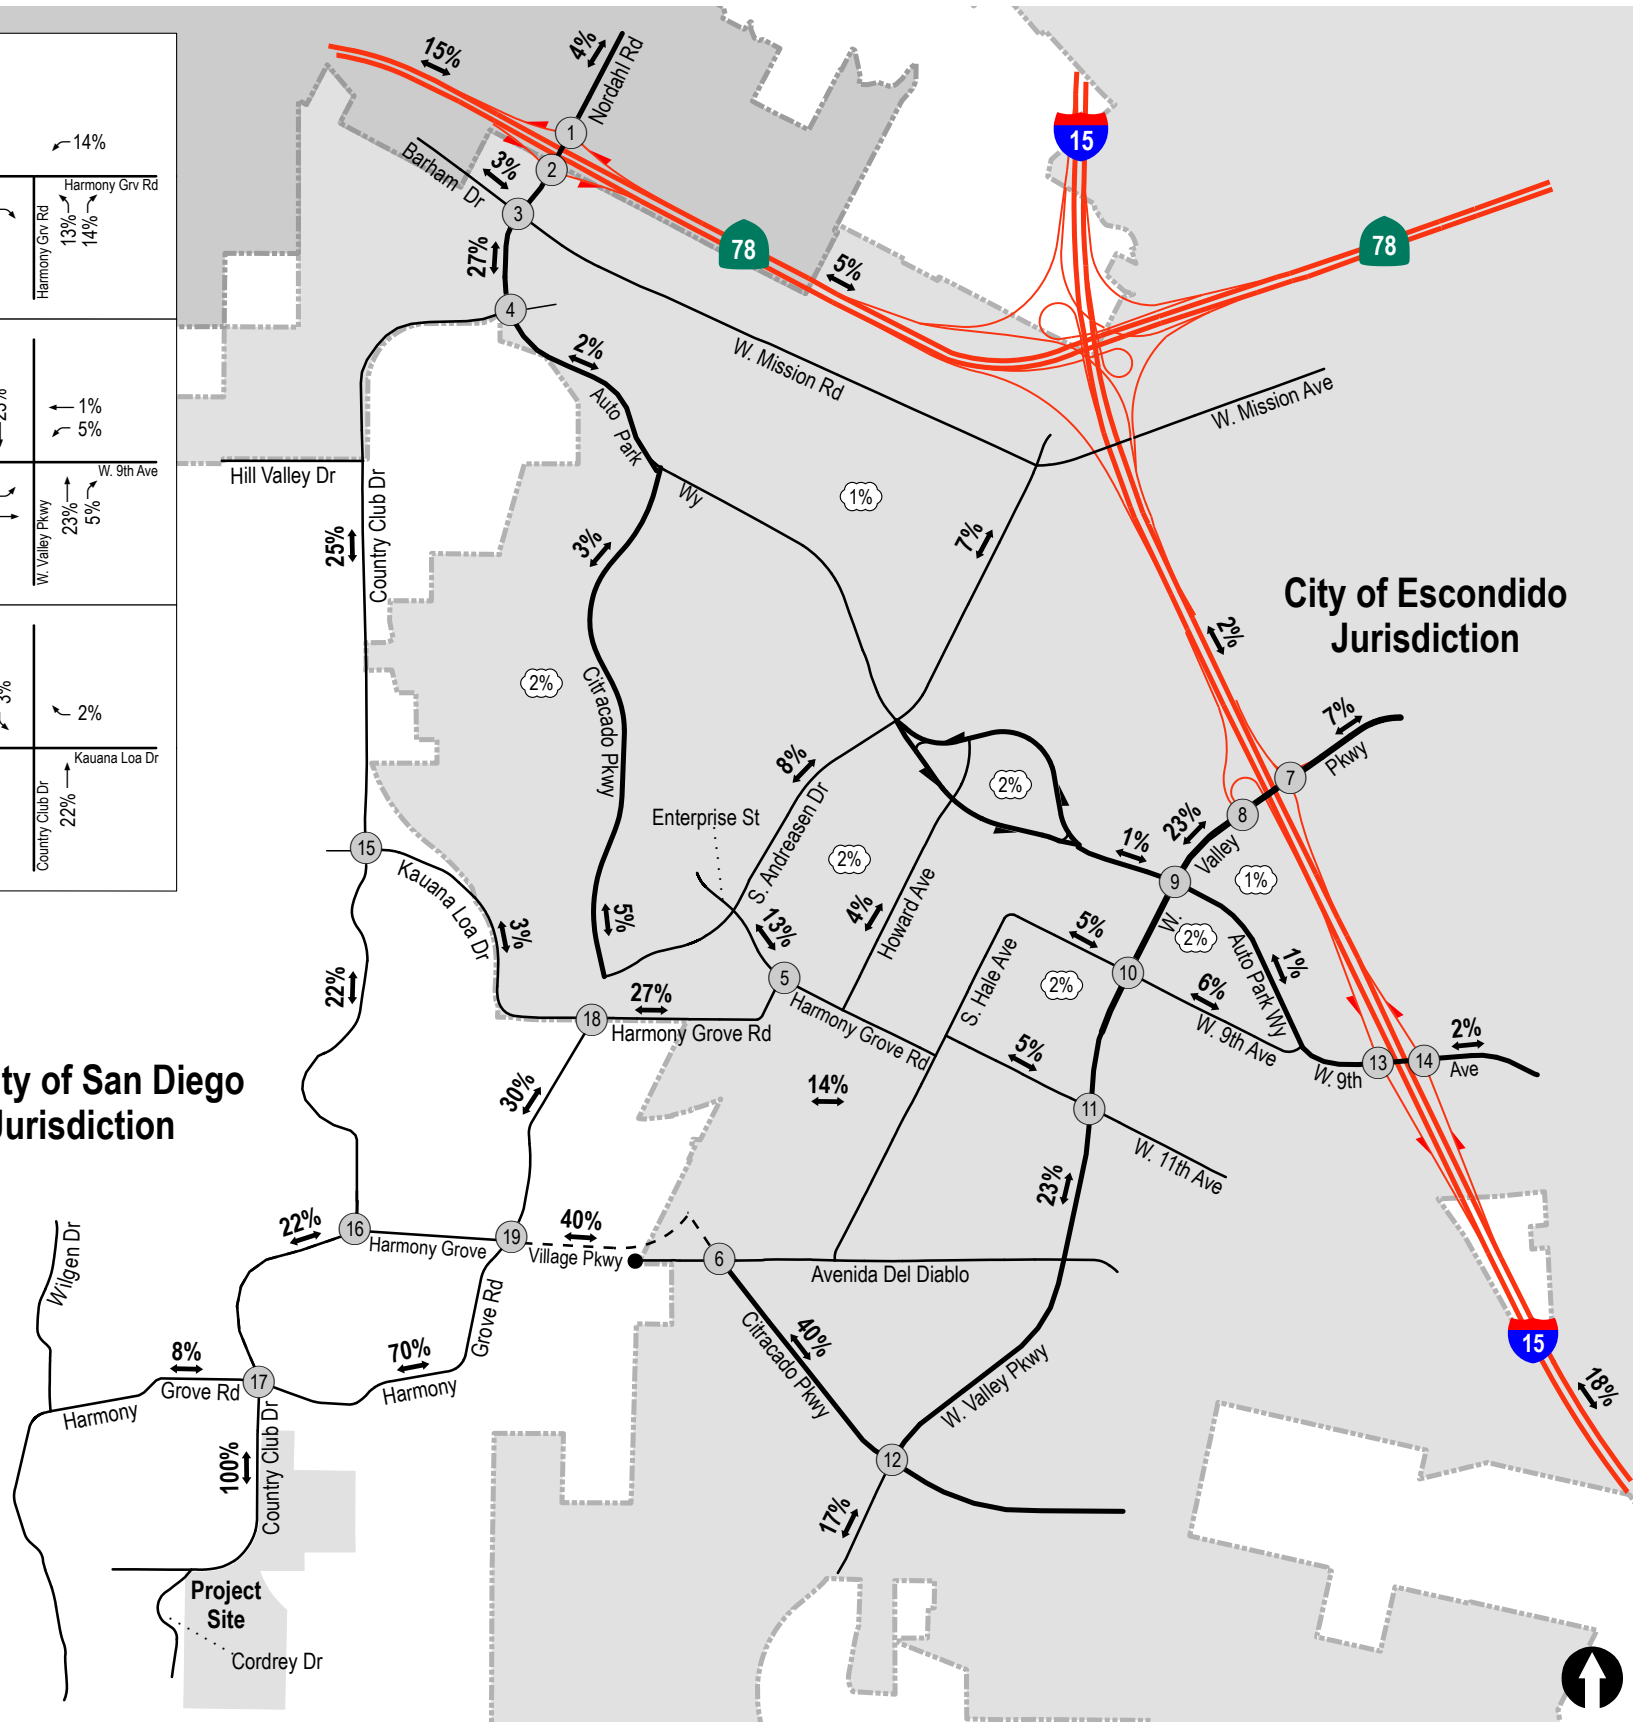 15%
4%
Nordahl Rd
1
15
14%
Barham Dr
3%
2
Harmony Grv Rd
Harmony Grv Rd
13%
14%
3
27%
78
78
5%
4
2%
W. Mission Rd
Auto Park
Wy
W. Mission Ave
1%
5%
W. 9th Ave
W. Valley Pkwy
23%
5%
Hill Valley Dr
Country Club Dr
25%
1%
3%
7%
City of Escondido
Jurisdiction
2%
3%
2%
Kauana Loa Dr
Country Club Dr
22%
2%
Citracado Pkwy
7%
Pkwy
7
8%
2%
8
23%
Valley
Enterprise St
S. Andreasen Dr
1%
15
Kauana Loa Dr
2%
9
1%
W.
3%
5%
13%
4%
Howard Ave
5%
2%
Auto Park Wy
1%
22%
5
S. Hale Ave
2%
10
6%
W. 9th Ave
18
27%
Harmony Grove Rd
Harmony Grove Rd
5%
2%
13
14
W. 9th
Ave
ty of San Diego
Jurisdiction
30%
14%
11
W. 11th Ave
23%
22%
16
Harmony Grove
19
40%
Village Pkwy
6
Avenida Del Diablo
Wilgen Dr
Grove Rd
40%
Citracado Pkwy
15
8%
Grove Rd
17
70%
Harmony
Harmony
W. Valley Pkwy
18%
100%
Country Club Dr
12
17%
Project
Site
Cordrey Dr